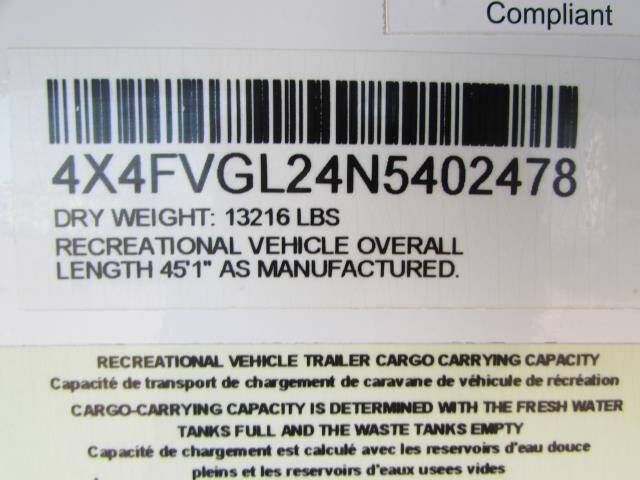 Compliant
4X4FVGL24N5402478
DRY WEIGHT: 13216 LBS
RECREATIONAL VEHICLE OVERALL
LENGTH 45'1" AS MANUFACTURED.
RECREATIONAL VEHICLE TRAILER CARGO CARRYING CAPACITY
Capacité de transport de chargement de caravane de véhicule de récréation
CARGO-CARRYING CAPACITY IS DETERMINED WITH THE FRESH WATER
TANKS FULL AND THE WASTE TANKS EMPTY
Capacité de chargement est calculé avec les reservoirs d'eau douce
pleins et les reservoirs d'eaux usees vides